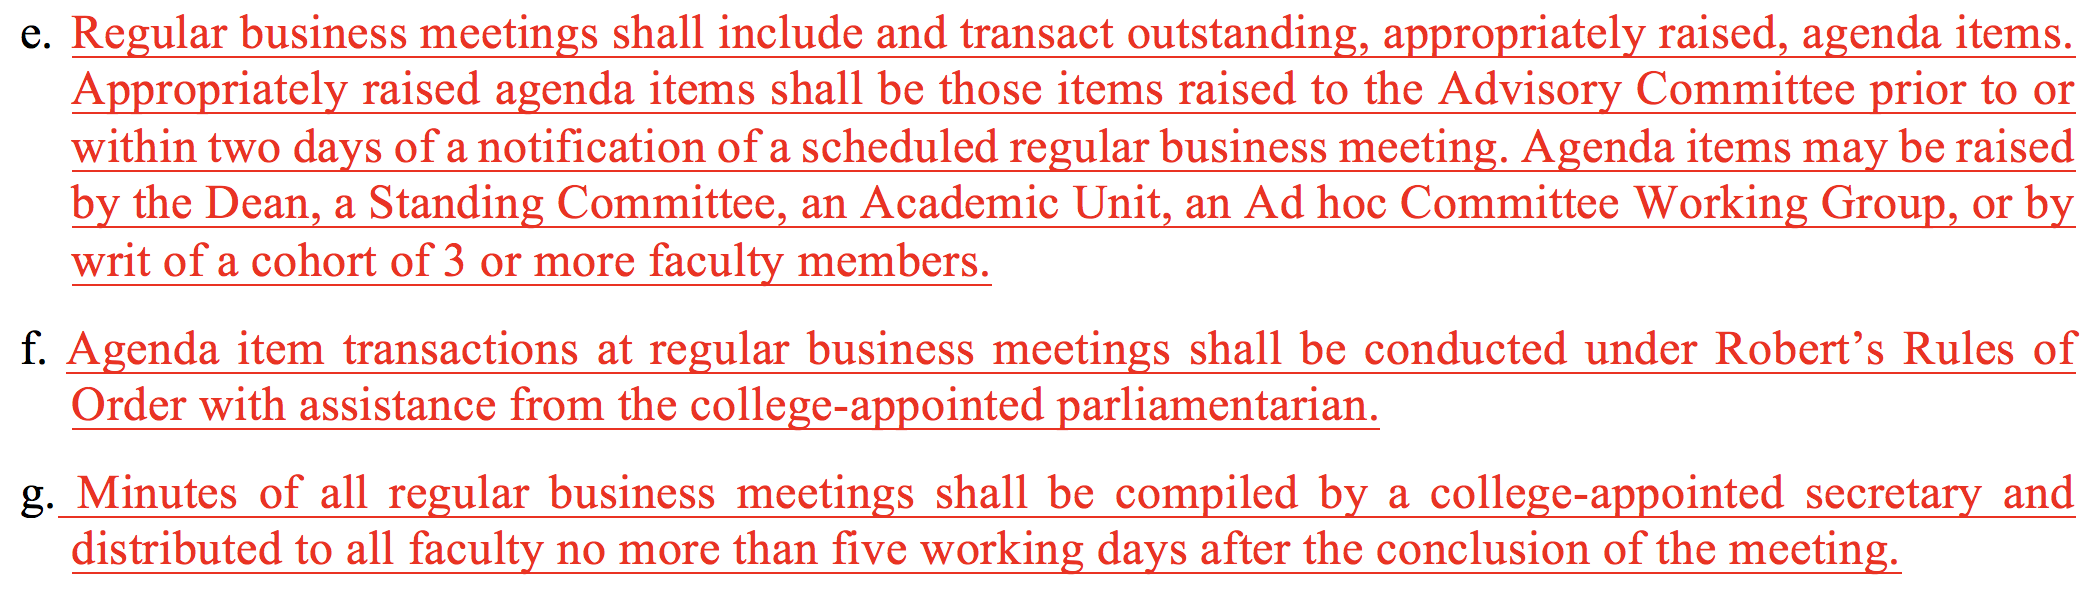 e. Regular business meetings shall include and transact outstanding, appropriately raised, agenda items.
Appropriately raised agenda items shall be those items raised to the Advisory Committee prior to or
within two days of a notification of a scheduled regular business meeting. Agenda items may be raised
by the Dean, a Standing Committee, an Academic Unit, an Ad hoc Committee Working Group, or by
writ of a cohort of 3 or more faculty members.
f. Agenda item transactions at regular business meetings shall be conducted under Robert’s Rules of
Order with assistance from the college-appointed parliamentarian.
g. Minutes of all regular business meetings shall be compiled by a college-appointed secretary and
distributed to all faculty no more than five working days after the conclusion of the meeting.